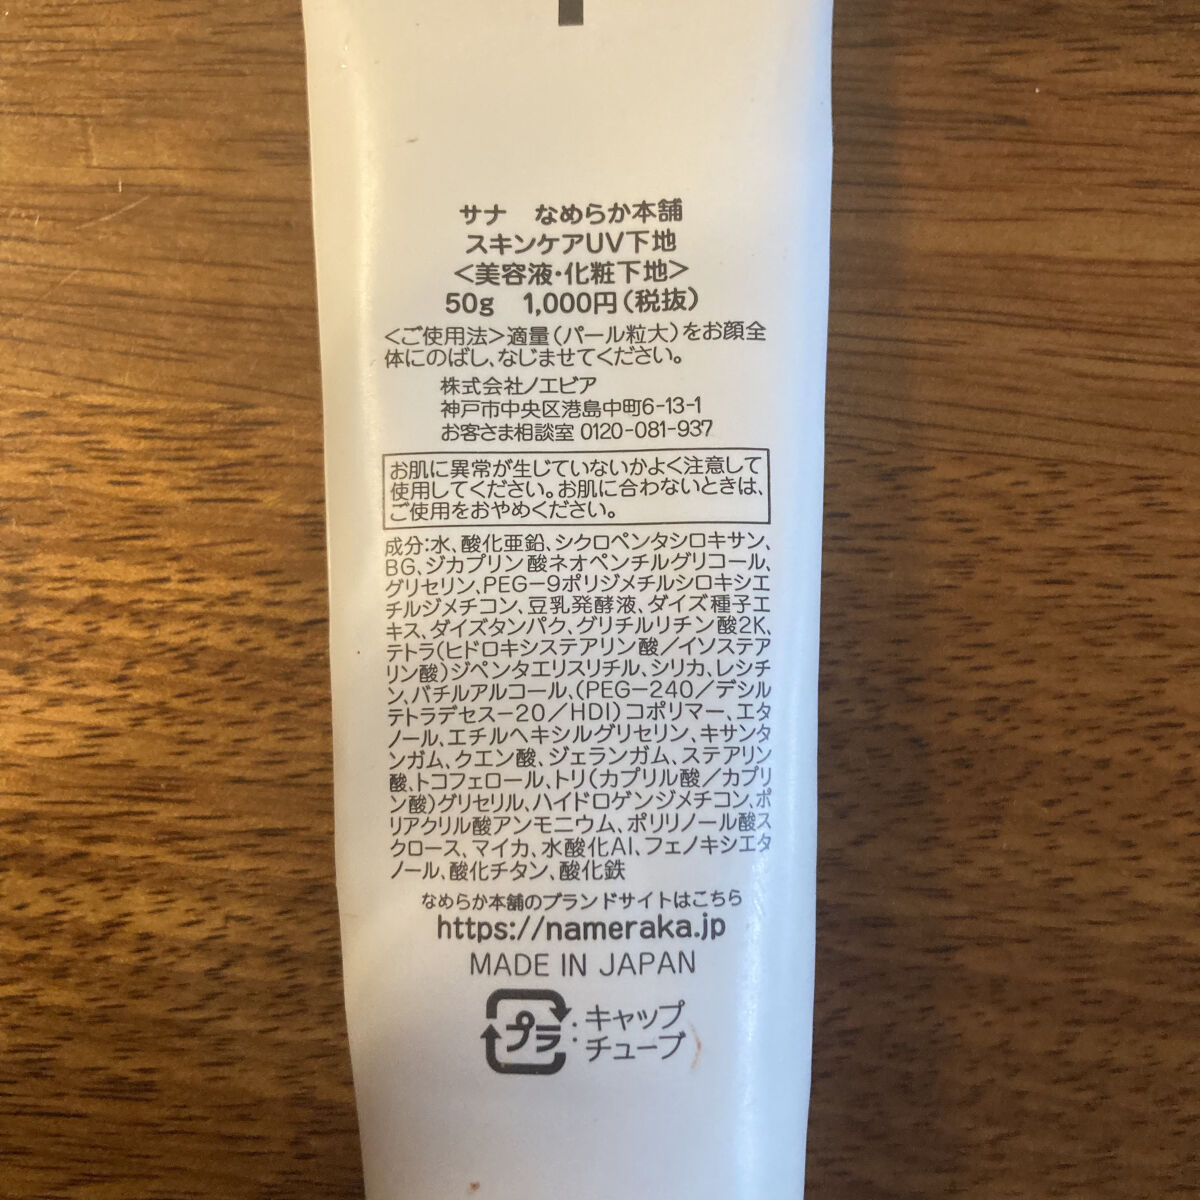 サナ なめらか本舗
スキンケアUV下地
<美容液・化粧下地>
50g 1,000円(税抜)
<ご使用法>適量(パール粒大)をお顔全
体にのばし、なじませてください。
株式会社ノエビア
神戸市中央区港島中町6-13-1
お客さま相談室 0120-081-937
お肌に異常が生じていないかよく注意して
使用してください。お肌に合わないときは、
ご使用をおやめください。
成分:水、酸化亜鉛、シクロペンタシロキサン、
BG、ジカプリン酸ネオペンチルグリコール、
グリセリン、PEG-9ポリジメチルシロキシエ
チルジメチコン、豆乳発酵液、ダイズ種子エ
キス、ダイズタンパク、グリチルリチン酸2K、
テトラ(ヒドロキシステアリン酸/イソステア
リン酸)ジペンタエリスリチル、シリカ、レシチ
ン、バチルアルコール、(PEG-240/デシル
テトラデセス-20/HDI)コポリマー、エタ
ノール、エチルヘキシルグリセリン、キサンタ
ンガム、クエン酸、ジェランガム、ステアリン
酸、トコフェロール、トリ(カプリル酸/カプリ
ン酸)グリセリル、ハイドロゲンジメチコン、ポ
リアクリル酸アンモニウム、ポリリノール酸ス
クロース、マイカ、水酸化Al、フェノキシエタ
ノール、酸化チタン、酸化鉄
なめらか本舗のブランドサイトはこちら
https://nameraka.jp
MADE IN JAPAN
プラ:キャップ
チューブ